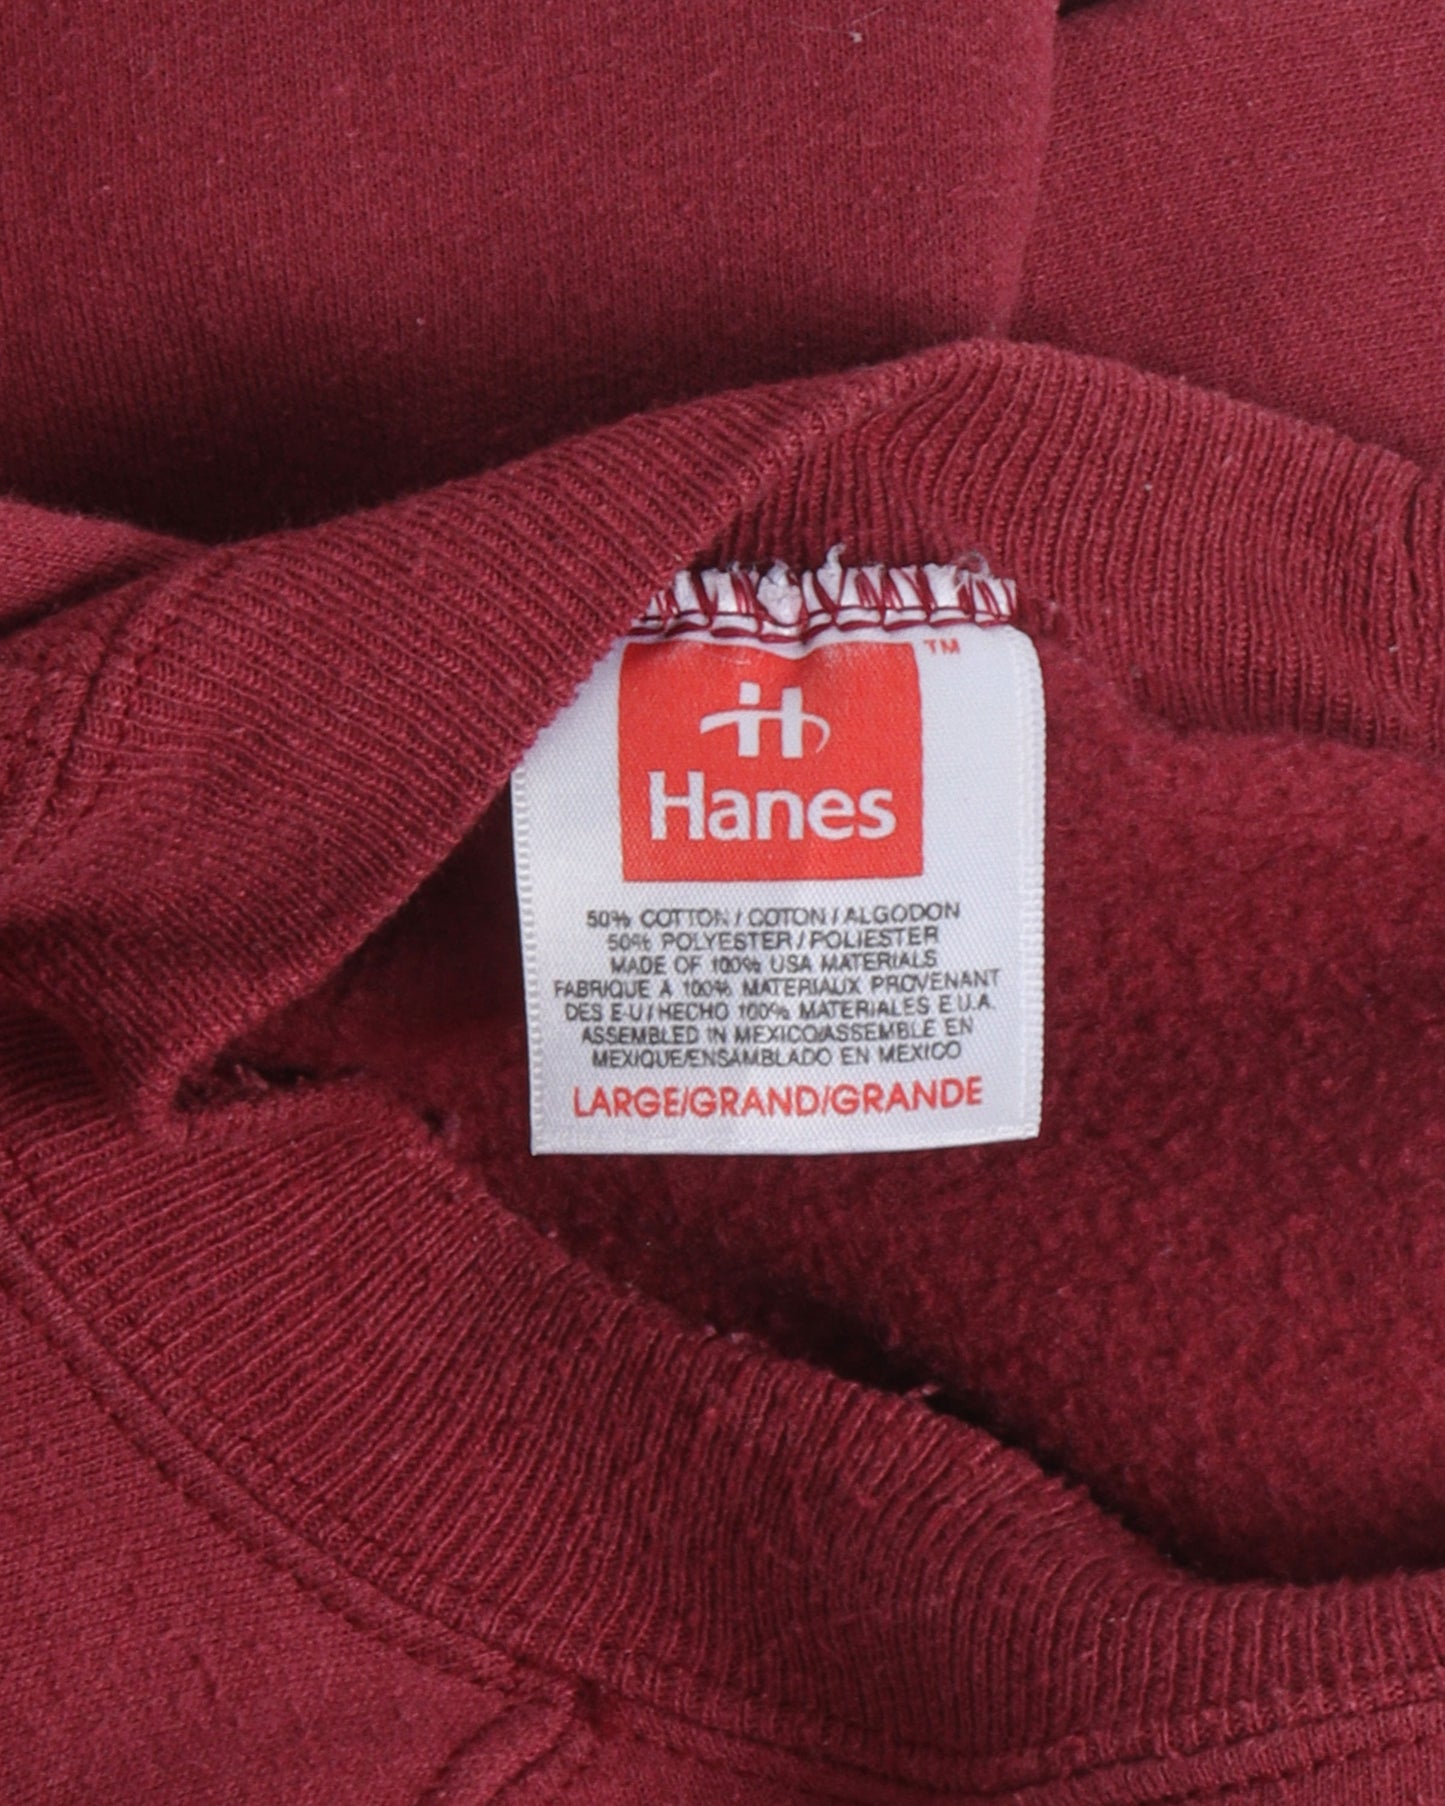 TM
Hanes
50% COTTON / COTON / ALGODON
50% POLYESTER / POLIESTER
MADE OF 100% USA MATERIALS
FABRIQUE A 100% MATERIAUX PROVENANT
DES E-U / HECHO 100% MATERIALES E.U.A.
ASSEMBLED IN MEXICO/ASSEMBLE EN
MEXIQUE/ENSAMBLADO EN MEXICO
LARGE/GRAND/GRANDE